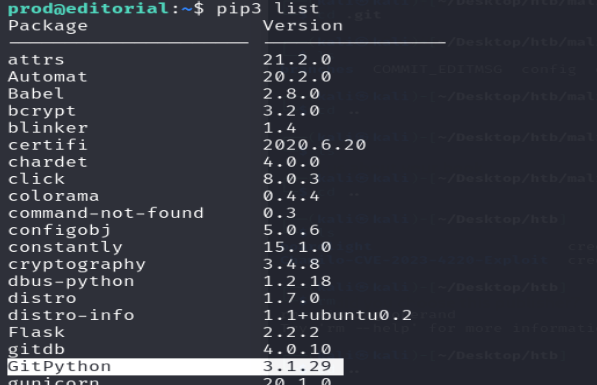 prod@editorial:~$ pip3 list
Package Version
attrs 21.2.0
Automat 20.2.0
Babel 2.8.0
bcrypt 3.2.0
blinker 1.4
certifi 2020.6.20
chardet 4.0.0
click 8.0.3
colorama 0.4.4
command-not-found 0.3
configobj 5.0.6
constantly 15.1.0
cryptography 3.4.8
dbus-python 1.2.18
distro 1.7.0
distro-info 1.1+ubuntu0.2
Flask 2.2.2
gitdb 4.0.10
GitPython 3.1.29
gunicorn 20.1.0